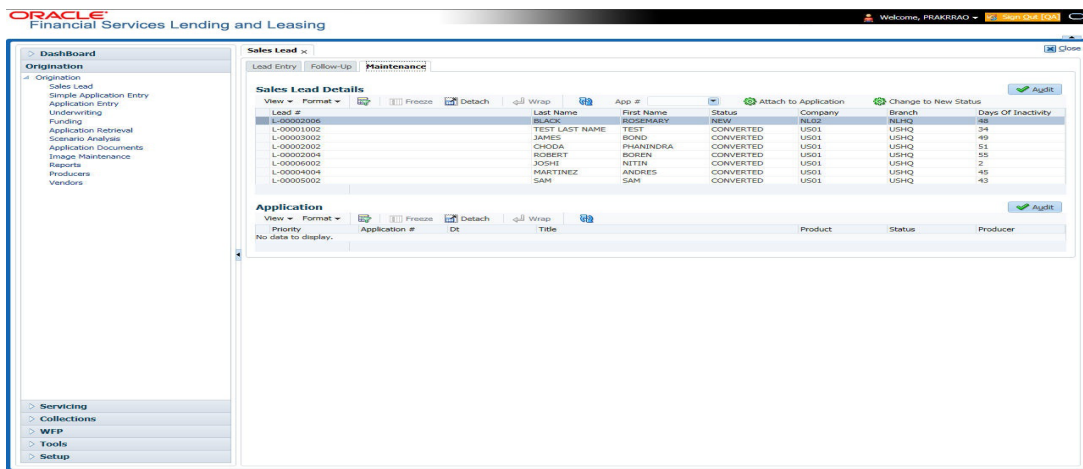 ORACLE
Financial Services Lending and Leasing
Welcome, PRAKRRAO
Sign Out [QA]
DashBoard
Origination
Origination
Sales Lead
Simple Application Entry
Application Entry
Underwriting
Funding
Application Retrieval
Scenario Analysis
Application Documents
Image Maintenance
Reports
Producers
Vendors
Servicing
Collections
WFP
Tools
Setup
Sales Lead x
Close
Lead Entry Follow-Up Maintenance
Sales Lead Details Audit
View Format Freeze Detach Wrap App # Attach to Application Change to New Status
Lead # Last Name First Name Status Company Branch Days Of Inactivity
L-00002006 BLACK ROSEMARY NEW NL02 NLHQ 48
L-00001002 TEST LAST NAME TEST CONVERTED US01 USHQ 34
L-00003002 JAMES BOND CONVERTED US01 USHQ 49
L-00002002 CHODA PHANINDRA CONVERTED US01 USHQ 51
L-00002004 ROBERT BOREN CONVERTED US01 USHQ 55
L-00006002 JOSHI NITIN CONVERTED US01 USHQ 2
L-00004004 MARTINEZ ANDRES CONVERTED US01 USHQ 45
L-00005002 SAM SAM CONVERTED US01 USHQ 43
Application Audit
View Format Freeze Detach Wrap
Priority Application # Dt Title Product Status Producer
No data to display.